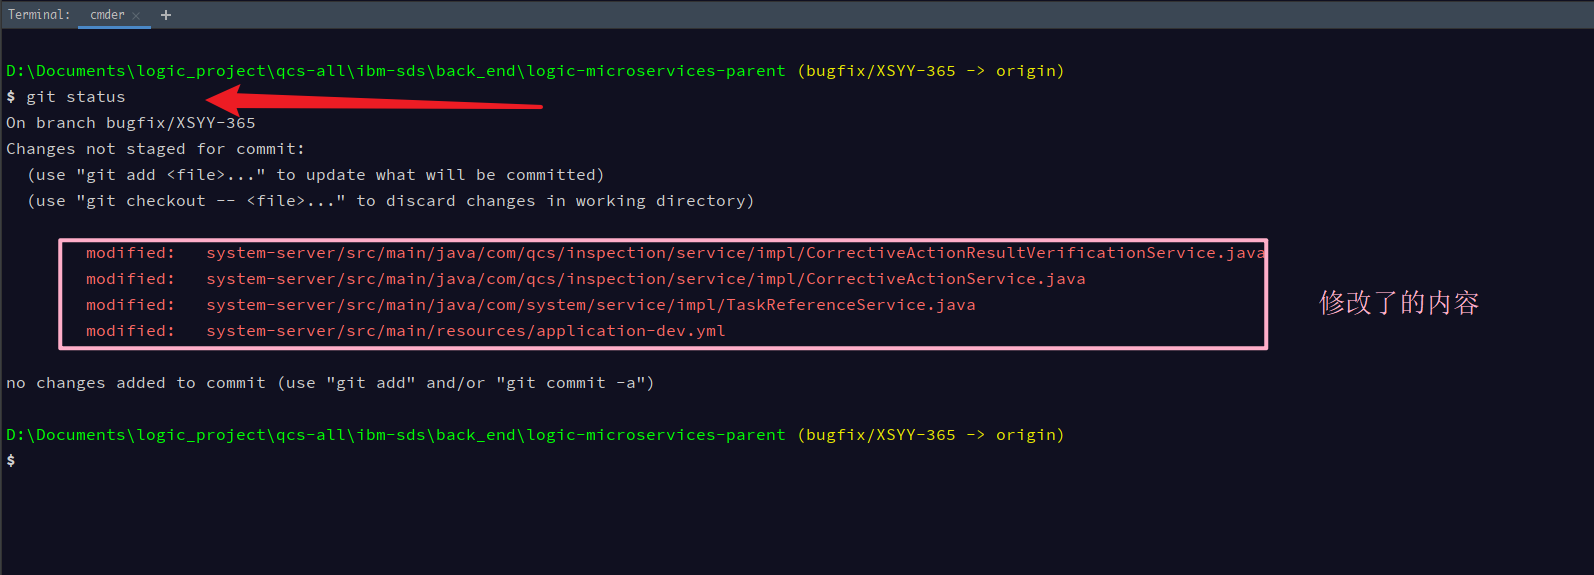 Terminal: cmder × +
D:\Documents\logic_project\qcs-all\ibm-sds\back_end\logic-microservices-parent (bugfix/XSYY-365 -> origin)
$ git status
On branch bugfix/XSYY-365
Changes not staged for commit:
(use "git add <file>..." to update what will be committed)
(use "git checkout -- <file>..." to discard changes in working directory)
modified: system-server/src/main/java/com/qcs/inspection/service/impl/CorrectiveActionResultVerificationService.java
modified: system-server/src/main/java/com/qcs/inspection/service/impl/CorrectiveActionService.java
modified: system-server/src/main/java/com/system/service/impl/TaskReferenceService.java
modified: system-server/src/main/resources/application-dev.yml
修改了的内容
no changes added to commit (use "git add" and/or "git commit -a")
D:\Documents\logic_project\qcs-all\ibm-sds\back_end\logic-microservices-parent (bugfix/XSYY-365 -> origin)
$